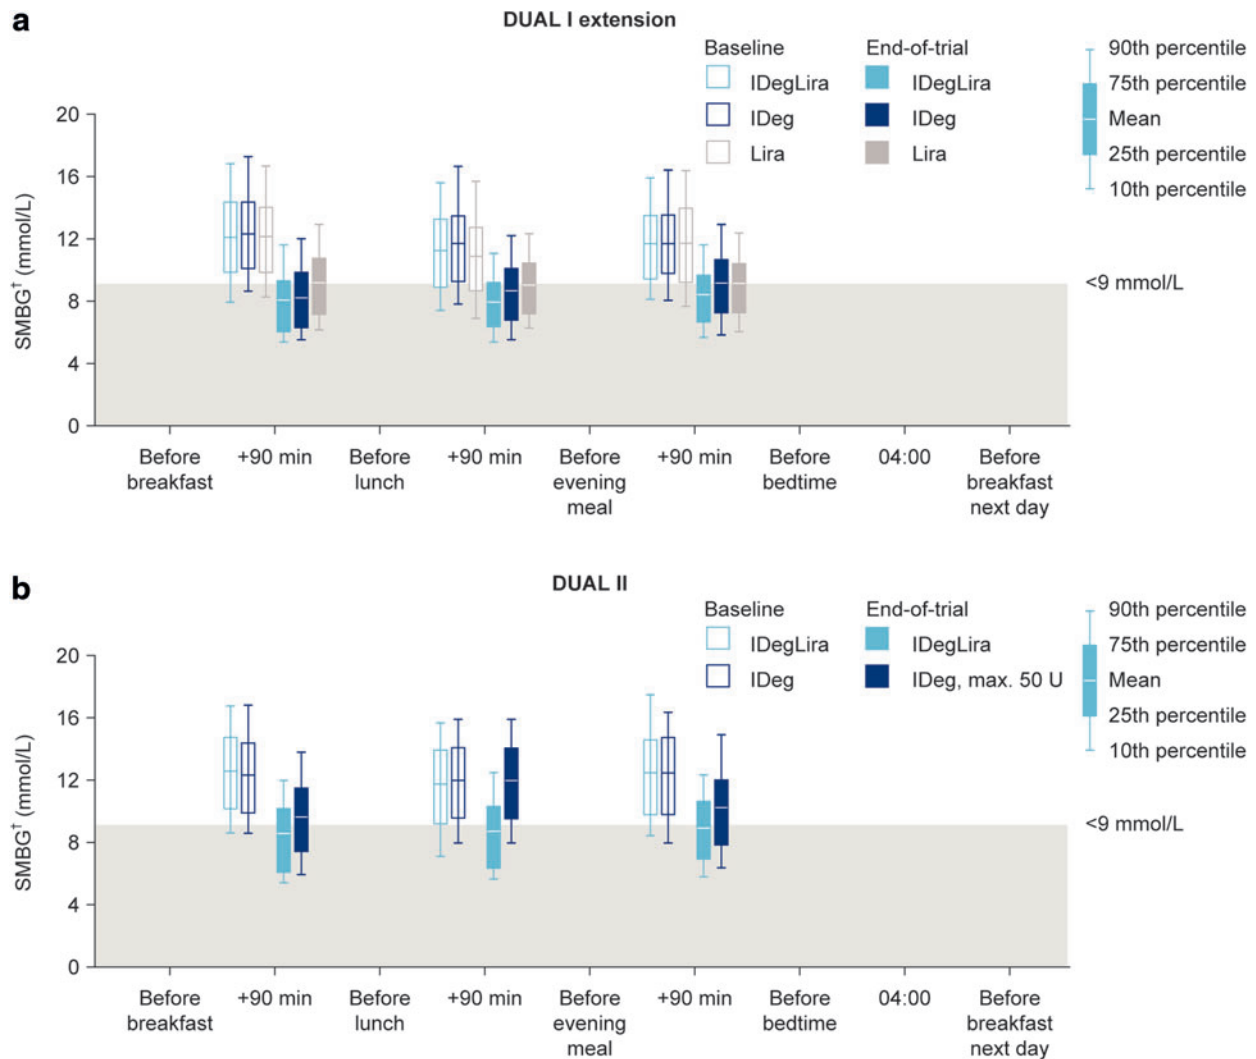 a
DUAL I extension
Baseline
End-of-trial
IDegLira
IDegLira
IDeg
IDeg
Lira
Lira
90th percentile
75th percentile
Mean
25th percentile
10th percentile
20
16
12
8
4
0
SMBG† (mmol/L)
<9 mmol/L
Before
breakfast
+90 min
Before
lunch
+90 min
Before
evening
meal
+90 min
Before
bedtime
04:00
Before
breakfast
next day
b
DUAL II
Baseline
End-of-trial
IDegLira
IDegLira
IDeg
IDeg, max. 50 U
90th percentile
75th percentile
Mean
25th percentile
10th percentile
20
16
12
8
4
0
SMBG† (mmol/L)
<9 mmol/L
Before
breakfast
+90 min
Before
lunch
+90 min
Before
evening
meal
+90 min
Before
bedtime
04:00
Before
breakfast
next day